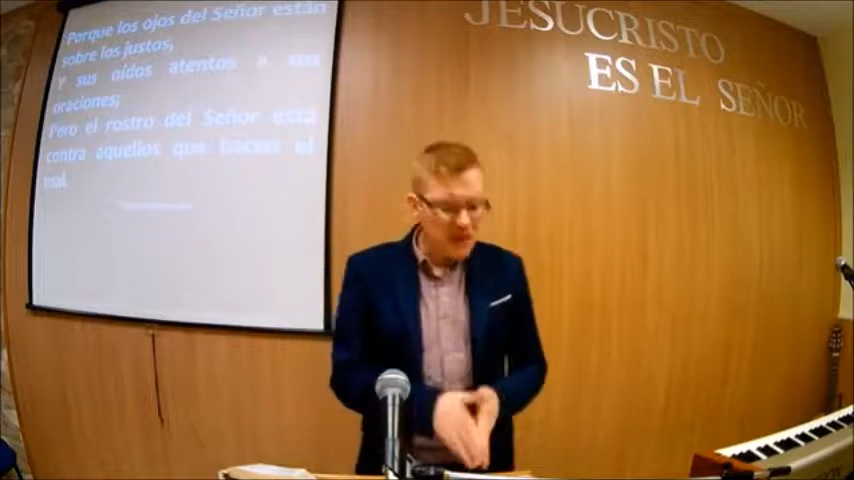 Porque los ojos del Señor están
sobre los justos,
Y sus oídos atentos a sus
oraciones;
Pero el rostro del Señor está
contra aquellos que hacen el
mal.
JESUCRISTO
ES EL SEÑOR